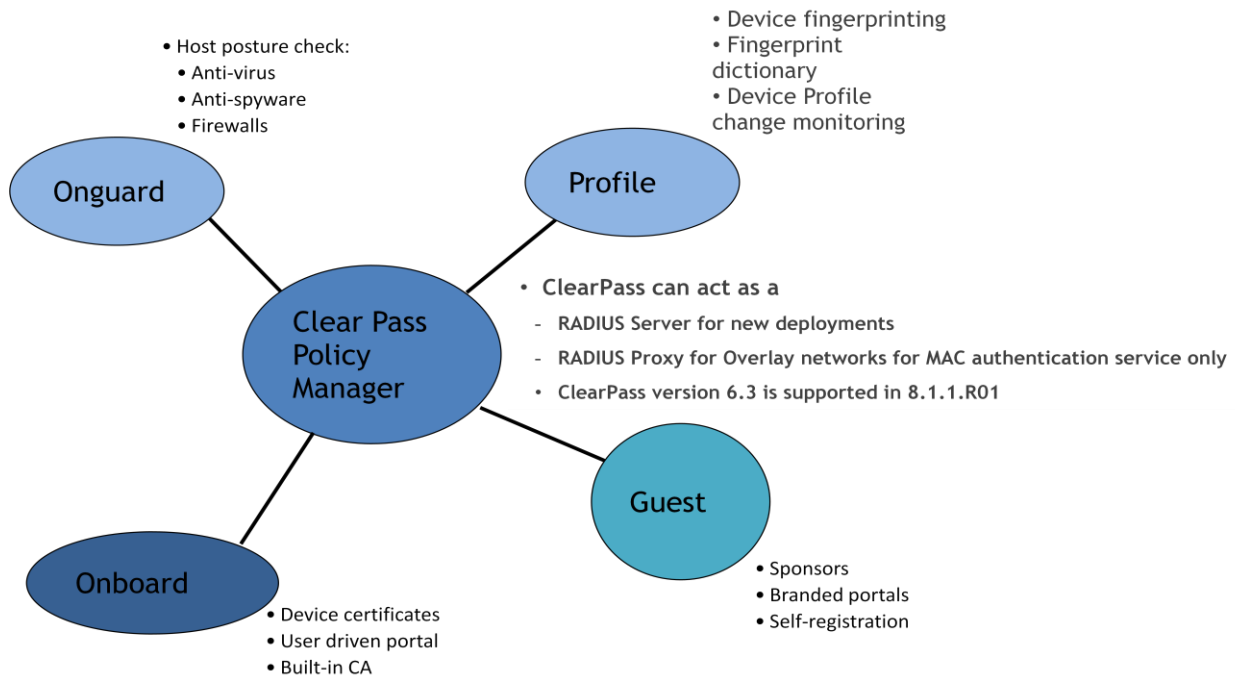 • Host posture check:
• Anti-virus
• Anti-spyware
• Firewalls
• Device fingerprinting
• Fingerprint
dictionary
• Device Profile
change monitoring
Onguard
Profile
Clear Pass
Policy
Manager
• ClearPass can act as a
- RADIUS Server for new deployments
- RADIUS Proxy for Overlay networks for MAC authentication service only
• ClearPass version 6.3 is supported in 8.1.1.R01
Guest
Onboard
• Sponsors
• Branded portals
• Self-registration
• Device certificates
• User driven portal
• Built-in CA